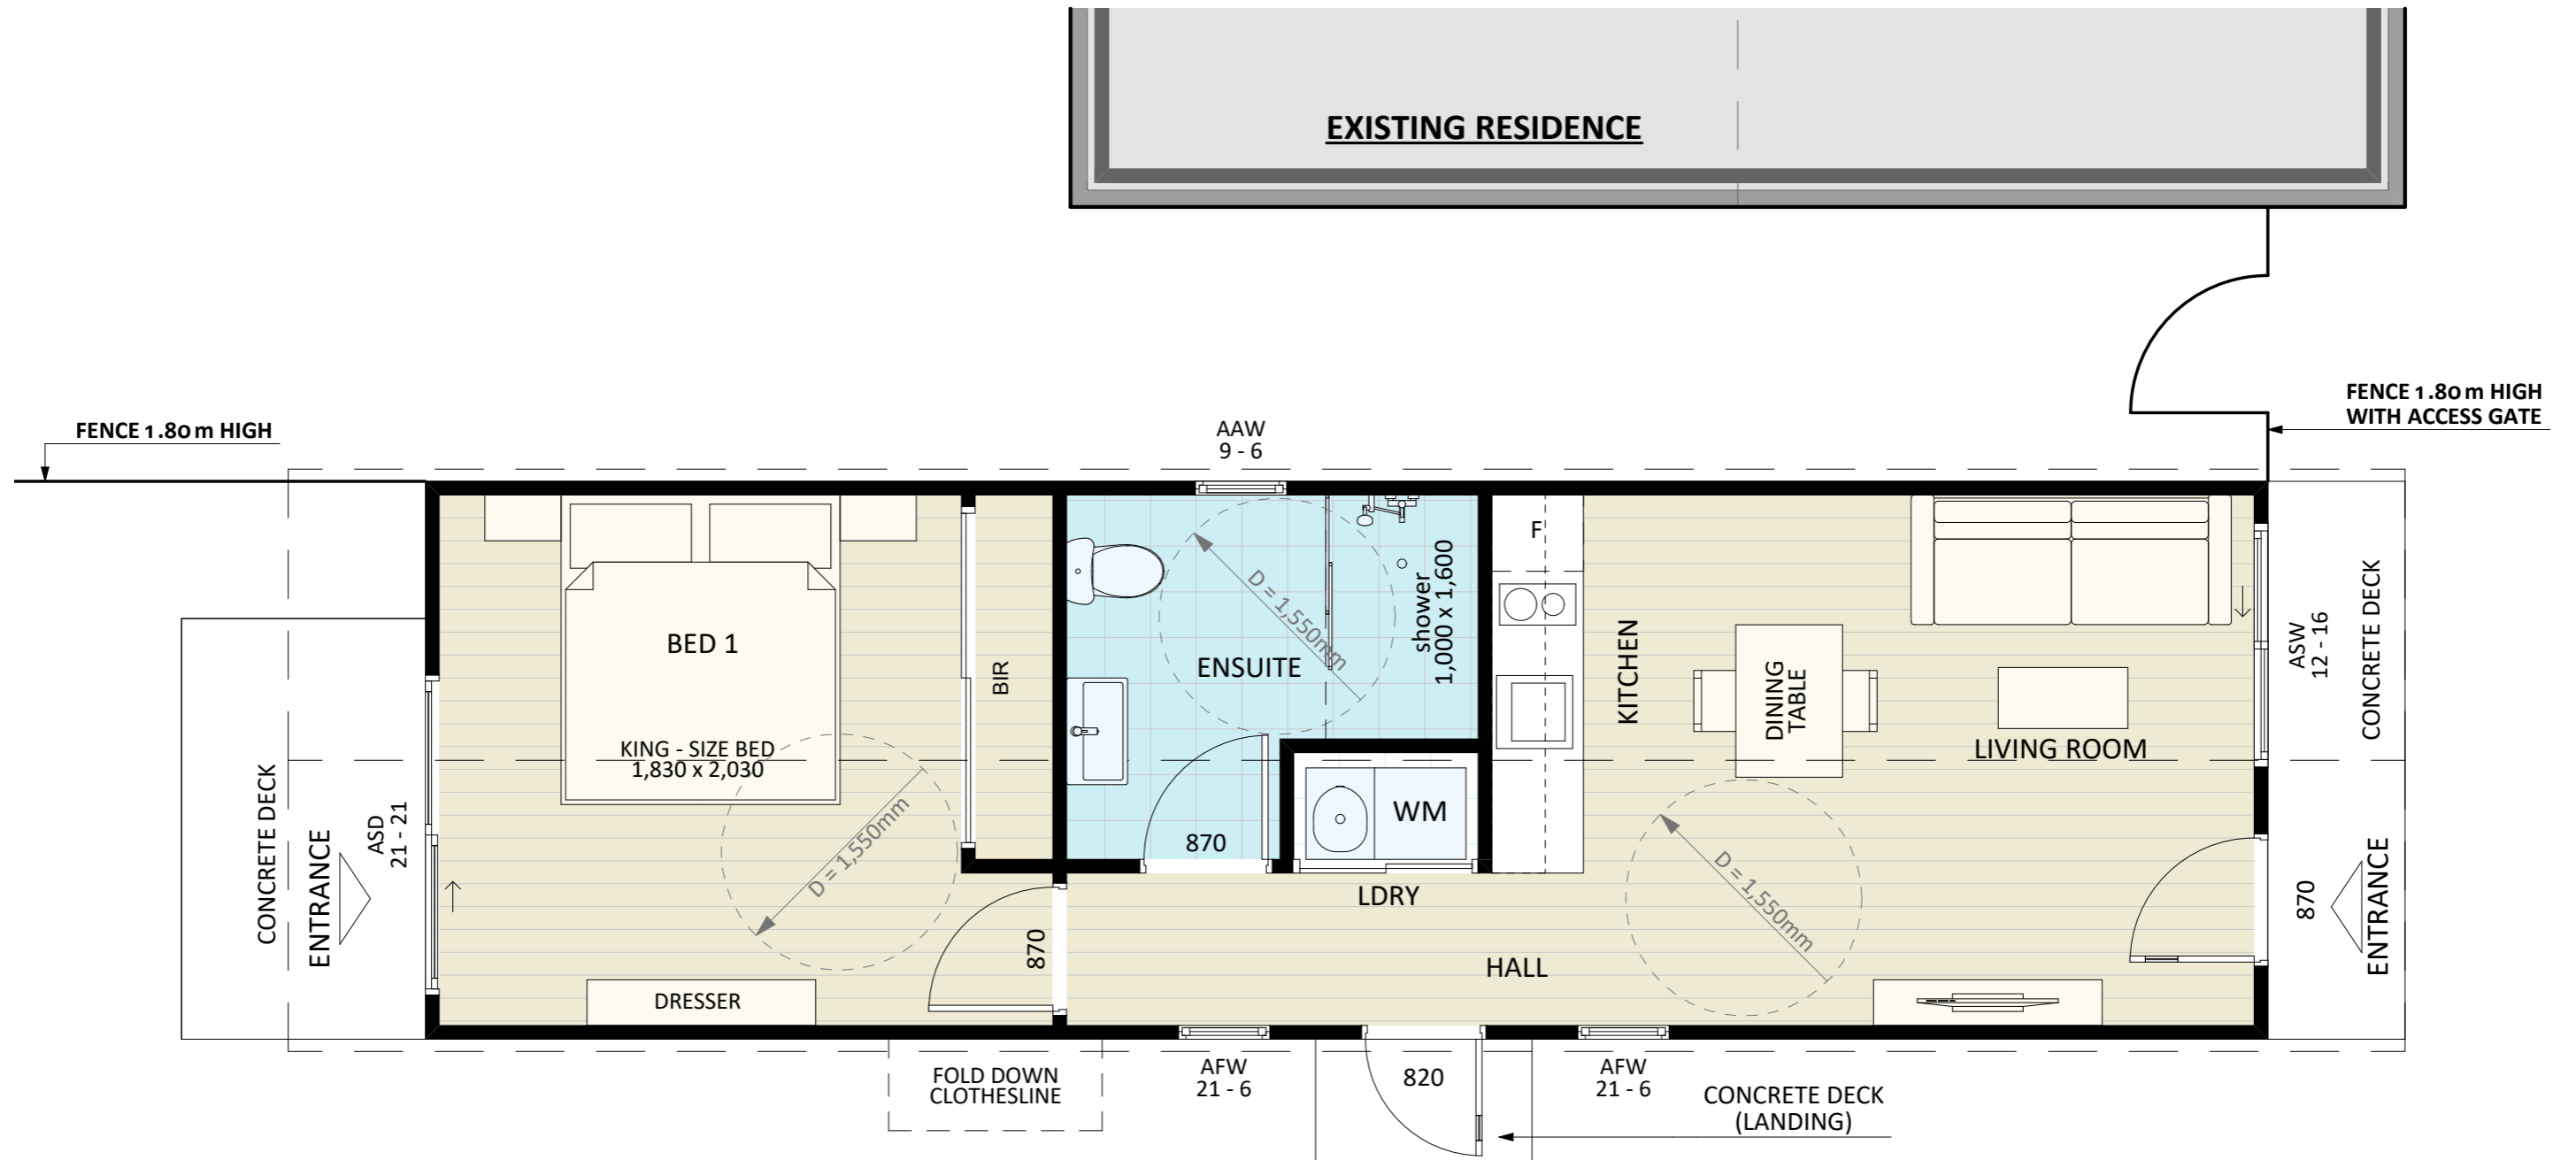 EXISTING RESIDENCE
FENCE 1.80 m HIGH
WITH ACCESS GATE
FENCE 1.80 m HIGH
AAW
9 - 6
BED 1
KING - SIZE BED
1,830 x 2,030
BIR
D = 1,550mm
DRESSER
870
ENSUITE
D = 1,550mm
shower
1,000 x 1,600
870
WM
LDRY
HALL
F
KITCHEN
DINING
TABLE
LIVING ROOM
D = 1,550mm
CONCRETE DECK
ENTRANCE
ASD
21 - 21
ASW
12 - 16
CONCRETE DECK
870
ENTRANCE
FOLD DOWN
CLOTHESLINE
AFW
21 - 6
820
AFW
21 - 6
CONCRETE DECK
(LANDING)